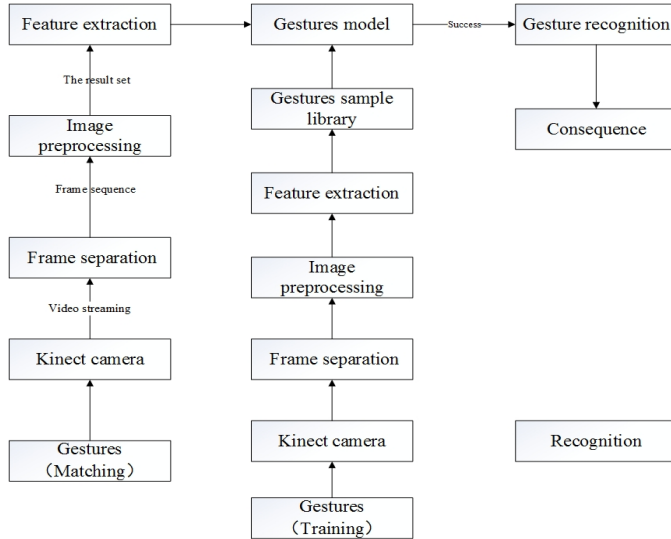 Feature extraction
Gestures model
Success
Gesture recognition
The result set
Gestures sample
library
Consequence
Image
preprocessing
Frame sequence
Feature extraction
Frame separation
Image
preprocessing
Video streaming
Kinect camera
Frame separation
Gestures
（Matching）
Kinect camera
Recognition
Gestures
（Training）